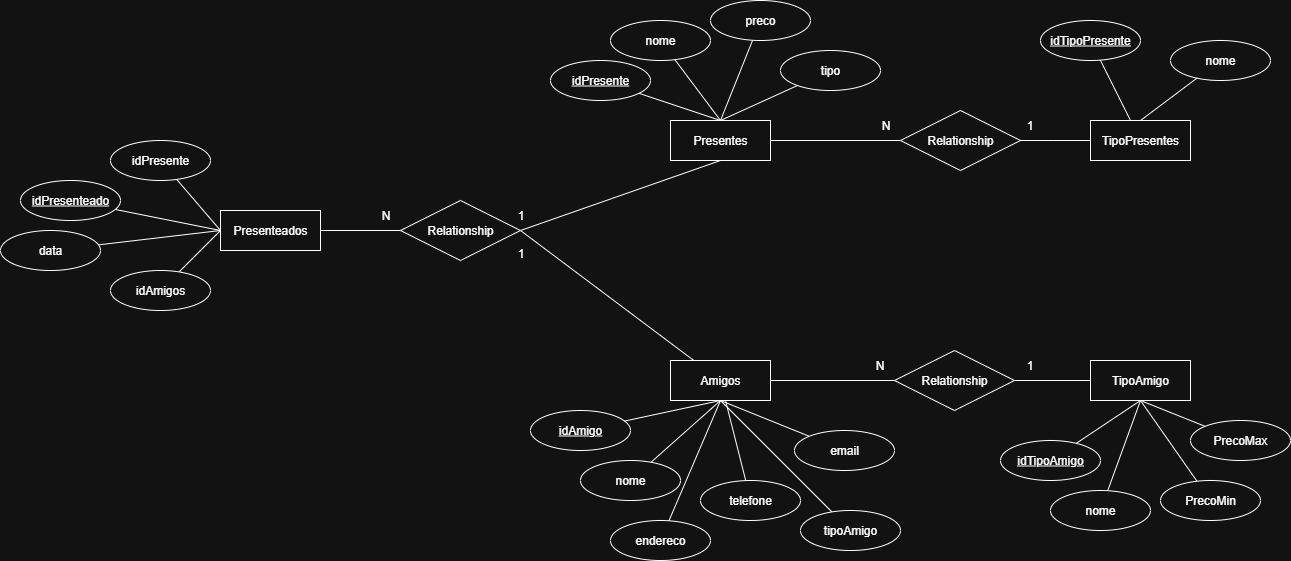 preco
nome
idTipoPresente
nome
tipo
idPresente
N
1
Presentes
Relationship
TipoPresentes
idPresente
idPresenteado
N
1
Presenteados
Relationship
data
1
idAmigos
N
1
Amigos
Relationship
TipoAmigo
idAmigo
email
PrecoMax
idTipoAmigo
nome
telefone
PrecoMin
nome
tipoAmigo
endereco